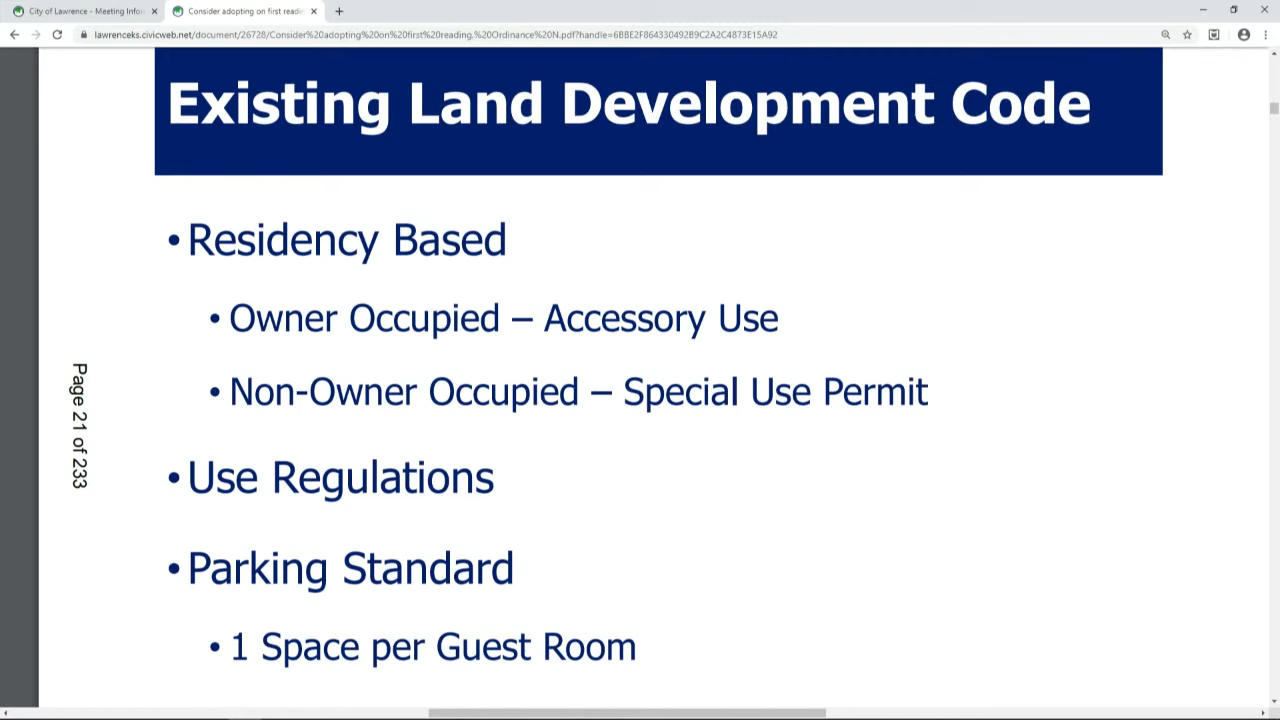 City of Lawrence - Meeting Infor
Consider adopting on first readin
lawrenceks.civicweb.net/document/26728/Consider%20adopting%20on%20first%20reading.%20Ordinance%20N.pdf?handle=6BBE2F864330492B9C2A2C4873E15A92
Existing Land Development Code
• Residency Based
• Owner Occupied – Accessory Use
• Non-Owner Occupied – Special Use Permit
• Use Regulations
• Parking Standard
• 1 Space per Guest Room
Page 21 of 233